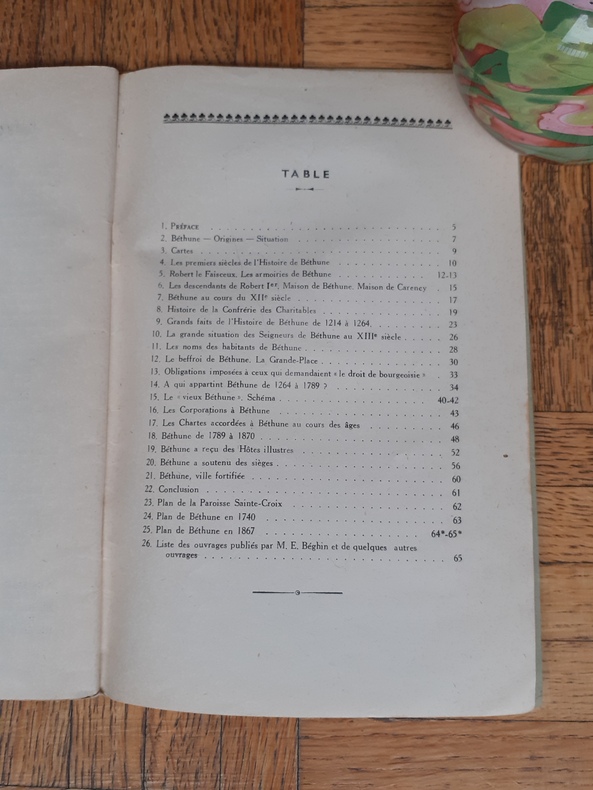 TABLE
1. PRÉFACE . . . . . 5
2. Béthune — Origines — Situation . . . . . 7
3. Cartes . . . . . 9
4. Les premiers siècles de l'Histoire de Béthune . . . . . 10
5. Robert le Faisceux. Les armoiries de Béthune . . . . . 12-13
6. Les descendants de Robert Ier. Maison de Béthune. Maison de Carency 15
7. Béthune au cours du XIIe siècle . . . . . 17
8. Histoire de la Confrérie des Charitables . . . . . 19
9. Grands faits de l'Histoire de Béthune de 1214 à 1264. . . . . . 23
10. La grande situation des Seigneurs de Béthune au XIIIe siècle . . . . . 26
11. Les noms des habitants de Béthune . . . . . 28
12. Le beffroi de Béthune. La Grande-Place . . . . . 30
13. Obligations imposées à ceux qui demandaient « le droit de bourgeoisie » . . 33
14. A qui appartint Béthune de 1264 à 1789 ? . . . . . 34
15. Le « vieux Béthune ». Schéma . . . . . 40-42
16. Les Corporations à Béthune . . . . . 43
17. Les Chartes accordées à Béthune au cours des âges . . . . . 46
18. Béthune de 1789 à 1870 . . . . . 48
19. Béthune a reçu des Hôtes illustres . . . . . 52
20. Béthune a soutenu des sièges . . . . . 56
21. Béthune, ville fortifiée . . . . . 60
22. Conclusion . . . . . 61
23. Plan de la Paroisse Sainte-Croix . . . . . 62
24. Plan de Béthune en 1740 . . . . . 63
25. Plan de Béthune en 1867 . . . . . 64*-65*
26. Liste des ouvrages publiés par M. E. Béghin et de quelques autres
ouvrages . . . . . 65